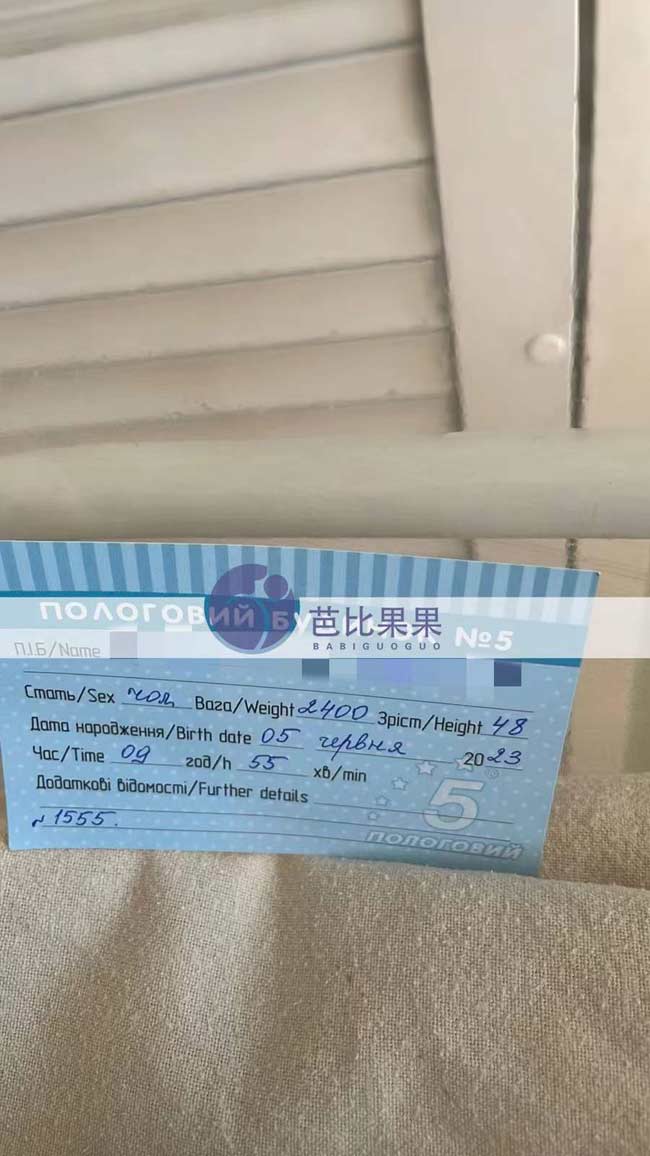 ПОЛОГОВИЙ БУДИНОК №5
芭比果果
BABIGUOGUO
П.І.Б/Name
Стать/Sex чол Вага/Weight 2400 Зріст/Height 48
Дата народження/Birth date 05 червня 2023
Час/Time 09 год/h 55 хв/min
Додаткові відомості/Further details
5
№1555.
ПОЛОГОВИЙ